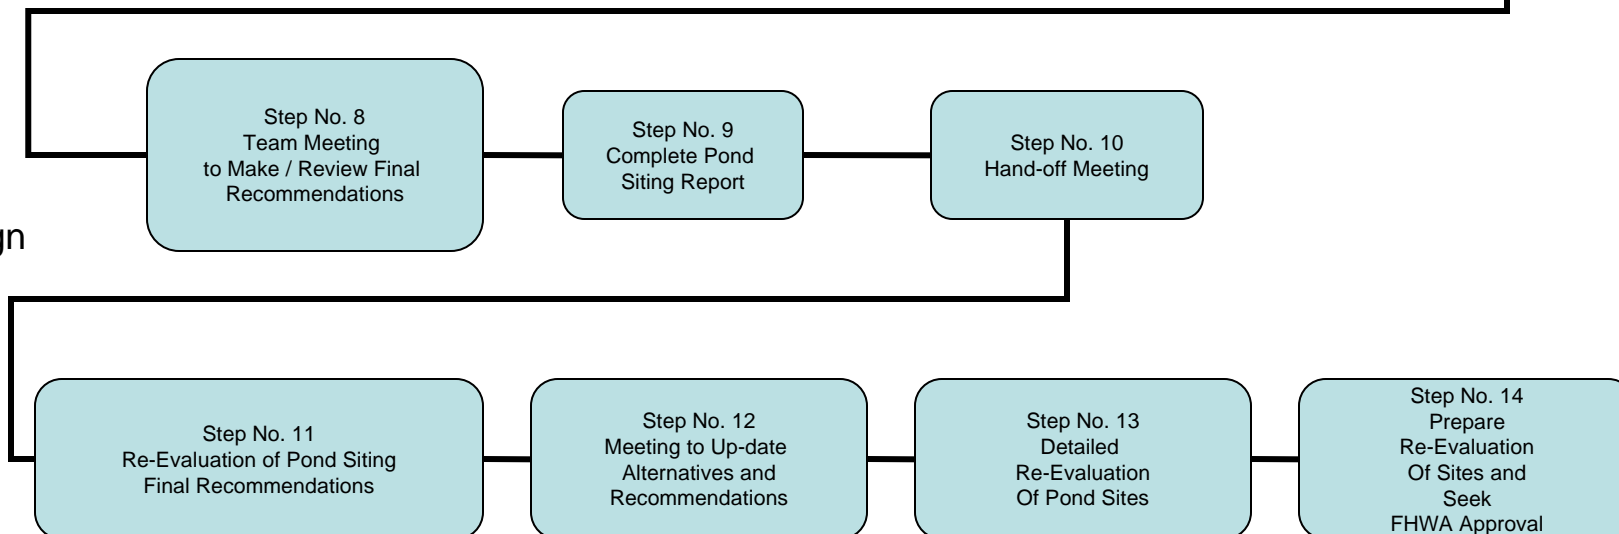 Step No. 8
Team Meeting
to Make / Review Final
Recommendations
Step No. 9
Complete Pond
Siting Report
Step No. 10
Hand-off Meeting
gn
Step No. 11
Re-Evaluation of Pond Siting
Final Recommendations
Step No. 12
Meeting to Up-date
Alternatives and
Recommendations
Step No. 13
Detailed
Re-Evaluation
Of Pond Sites
Step No. 14
Prepare
Re-Evaluation
Of Sites and
Seek
FHWA Approval